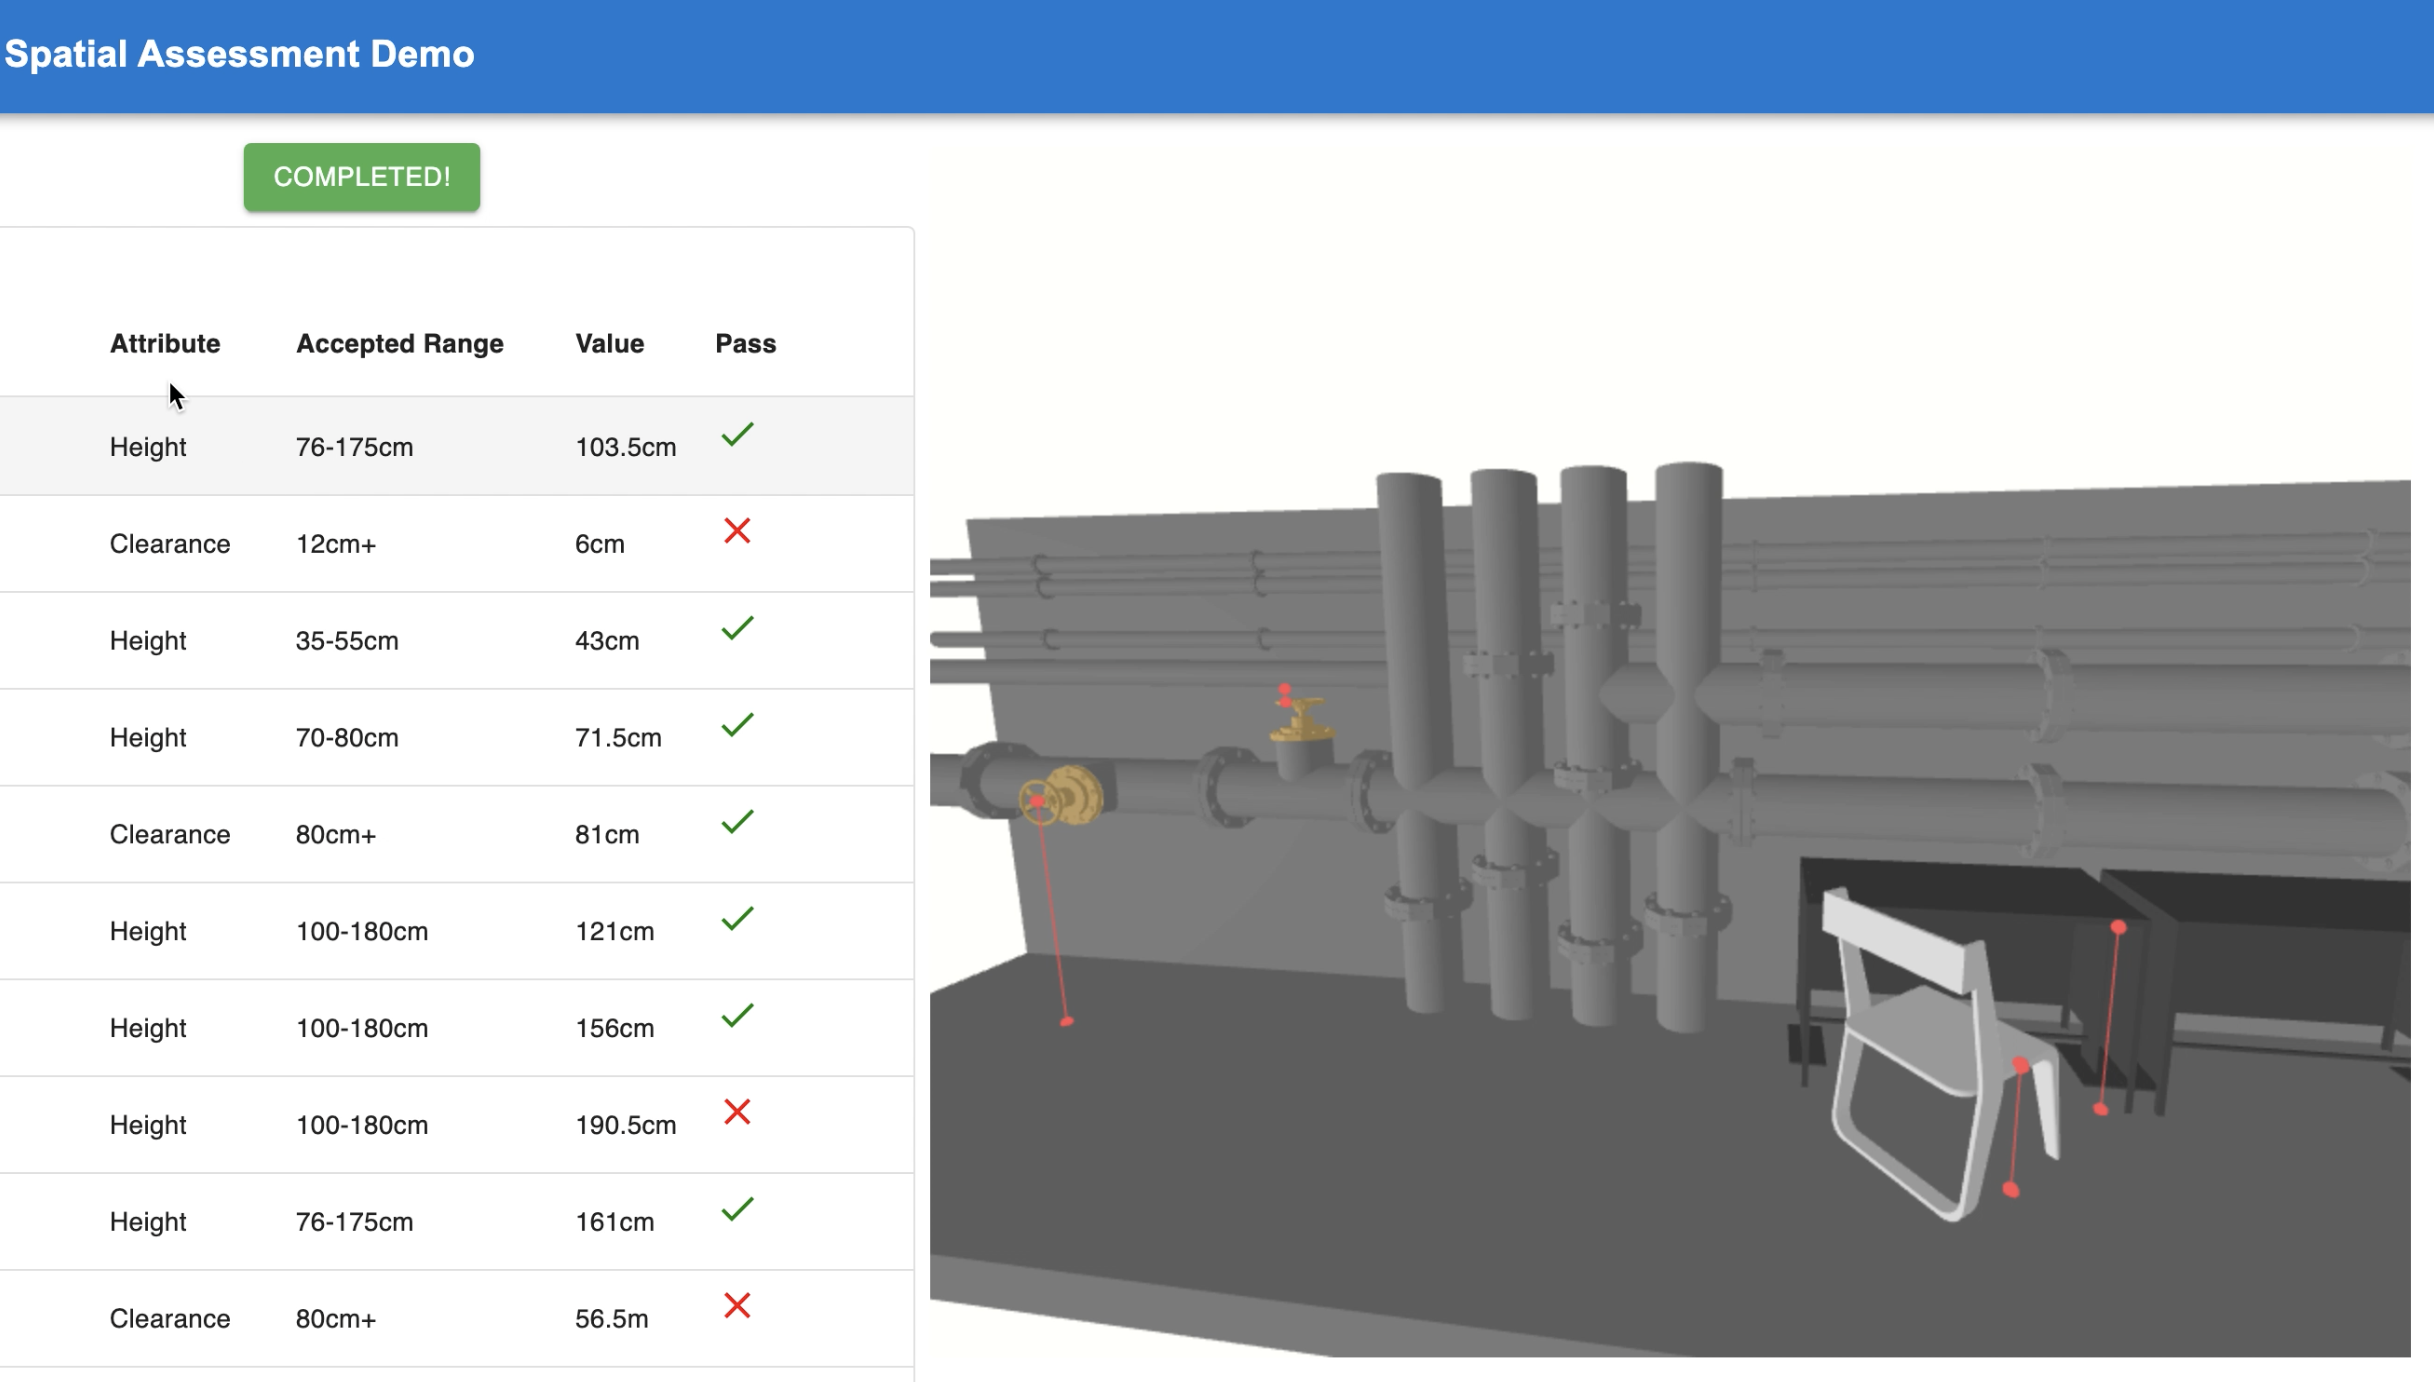 Spatial Assessment Demo
COMPLETED!
Attribute Accepted Range Value Pass
Height 76-175cm 103.5cm
Clearance 12cm+ 6cm
Height 35-55cm 43cm
Height 70-80cm 71.5cm
Clearance 80cm+ 81cm
Height 100-180cm 121cm
Height 100-180cm 156cm
Height 100-180cm 190.5cm
Height 76-175cm 161cm
Clearance 80cm+ 56.5m